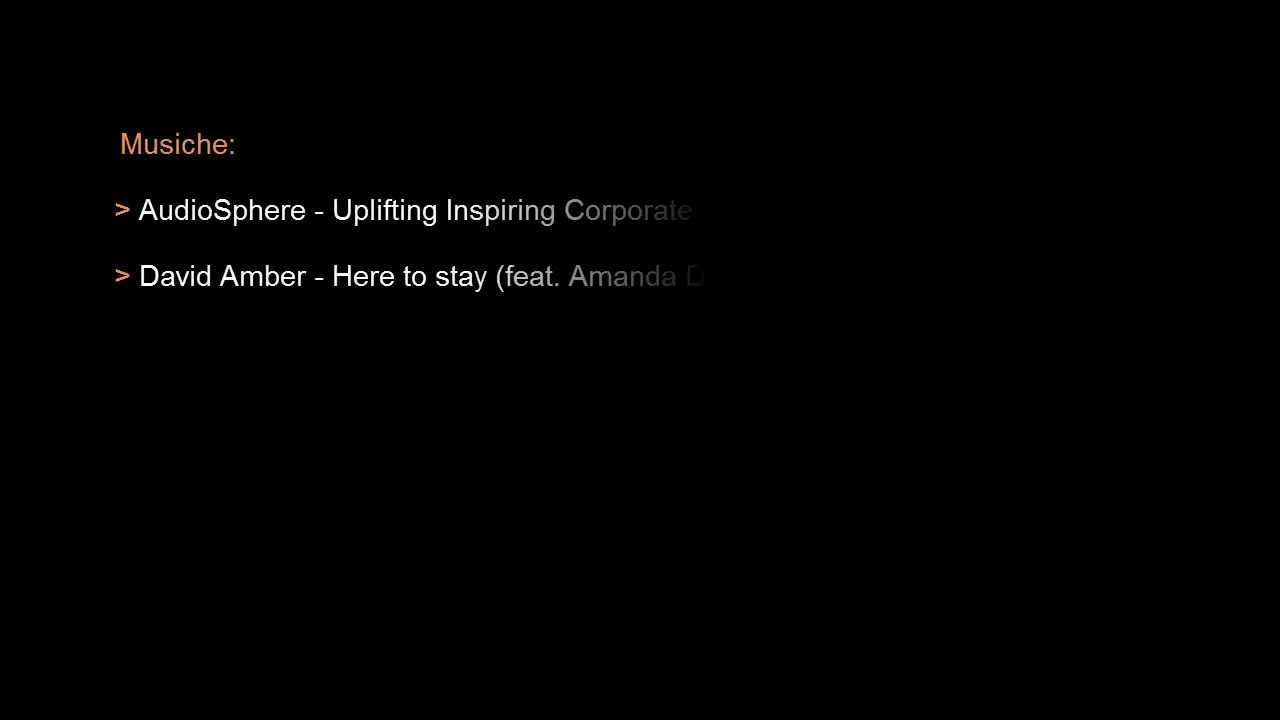 Musiche:
> AudioSphere - Uplifting Inspiring Corporate
> David Amber - Here to stay (feat. Amanda D